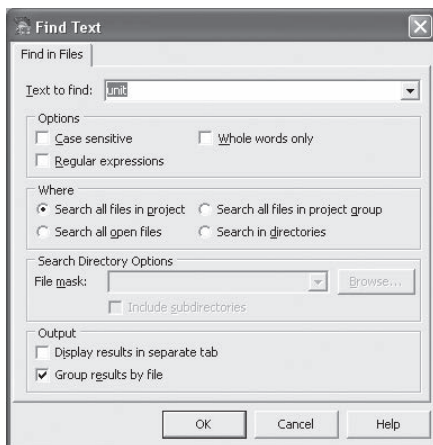 Find Text
Find in Files
Text to find: unit
Options
Case sensitive Whole words only
Regular expressions
Where
Search all files in project Search all files in project group
Search all open files Search in directories
Search Directory Options
File mask: Browse...
Include subdirectories
Output
Display results in separate tab
Group results by file
OK Cancel Help